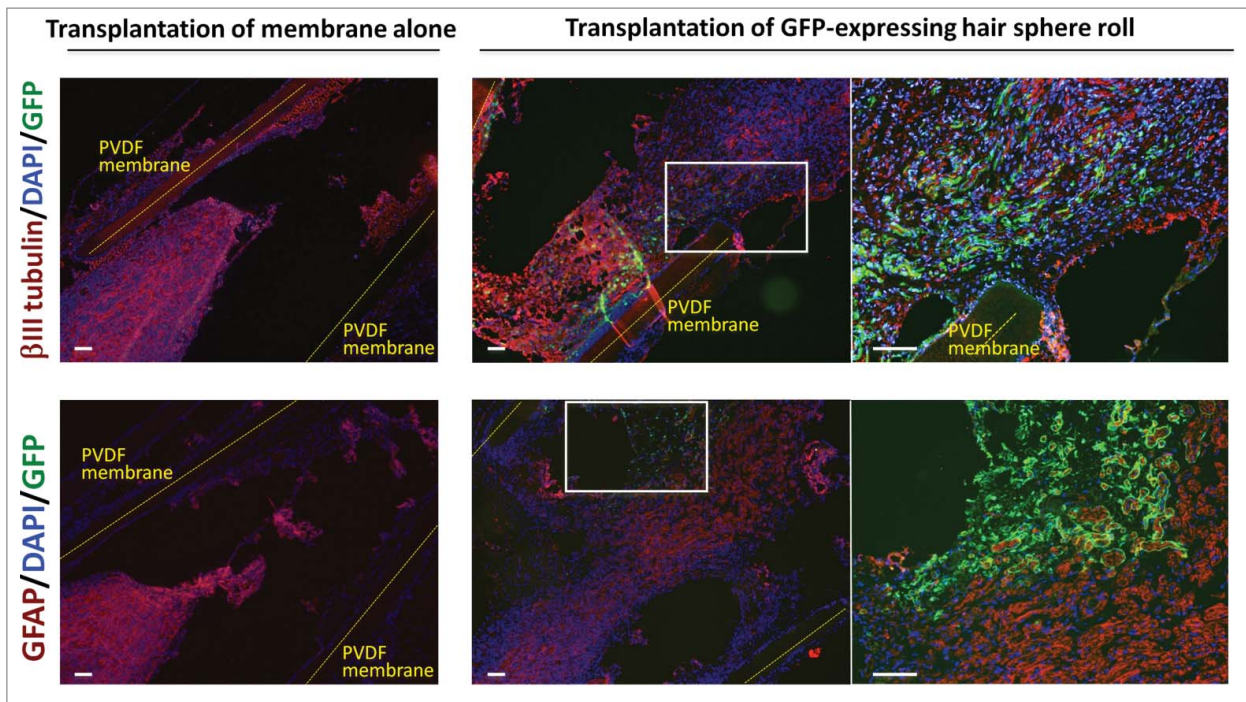 Transplantation of membrane alone
Transplantation of GFP-expressing hair sphere roll
βIII tubulin/DAPI/GFP
PVDF
membrane
PVDF
membrane
PVDF
membrane
PVDF
membrane
GFAP/DAPI/GFP
PVDF
membrane
PVDF
membrane